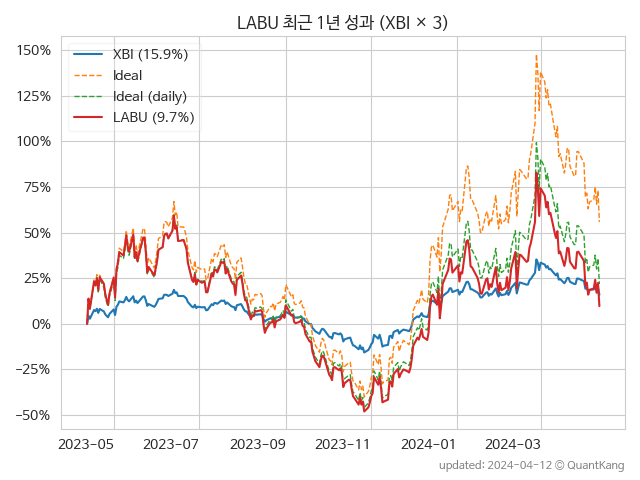 LABU 최근 1년 성과 (XBI × 3)
150%
125%
100%
75%
50%
25%
0%
−25%
−50%
XBI (15.9%)
Ideal
Ideal (daily)
LABU (9.7%)
2023-05 2023-07 2023-09 2023-11 2024-01 2024-03
updated: 2024-04-12 © QuantKang